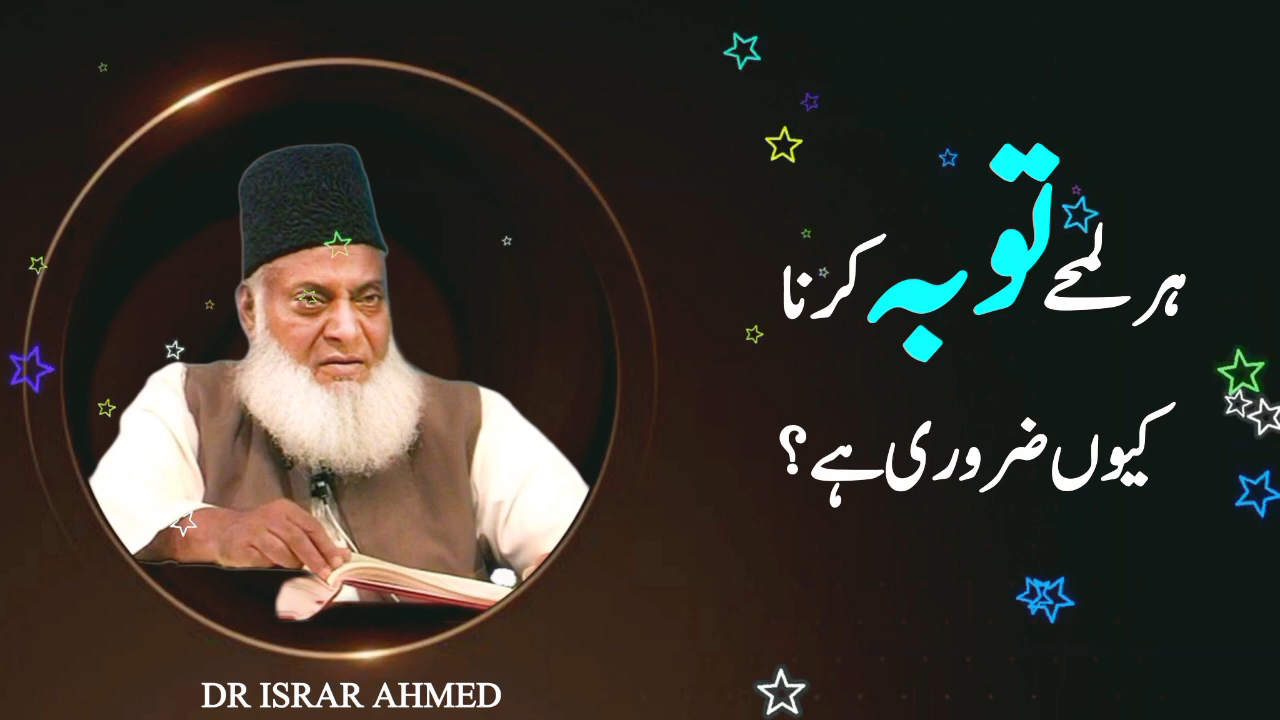 ہر لمحے توبہ کرنا
کیوں ضروری ہے؟
DR ISRAR AHMED